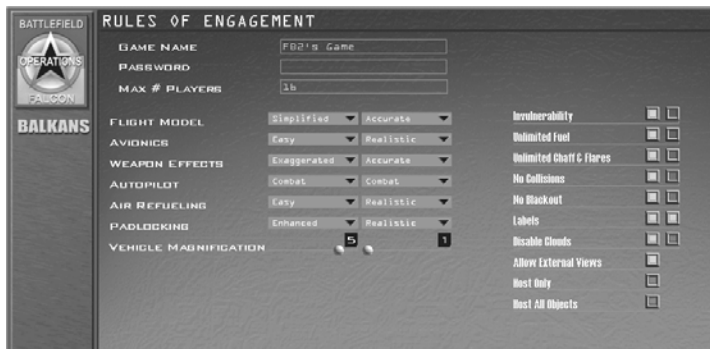 BATTLEFIELD
OPERATIONS
FALCON
BALKANS
RULES OF ENGAGEMENT
GAME NAME FB2's Game
PASSWORD
MAX # PLAYERS 16
FLIGHT MODEL Simplified Accurate
AVIONICS Easy Realistic
WEAPON EFFECTS Exaggerated Accurate
AUTOPILOT Combat Combat
AIR REFUELING Easy Realistic
PADLOCKING Enhanced Realistic
VEHICLE MAGNIFICATION 5 1
Invulnerability
Unlimited Fuel
Unlimited Chaff & Flares
No Collisions
No Blackout
Labels
Disable Clouds
Allow External Views
Host Only
Host All Objects